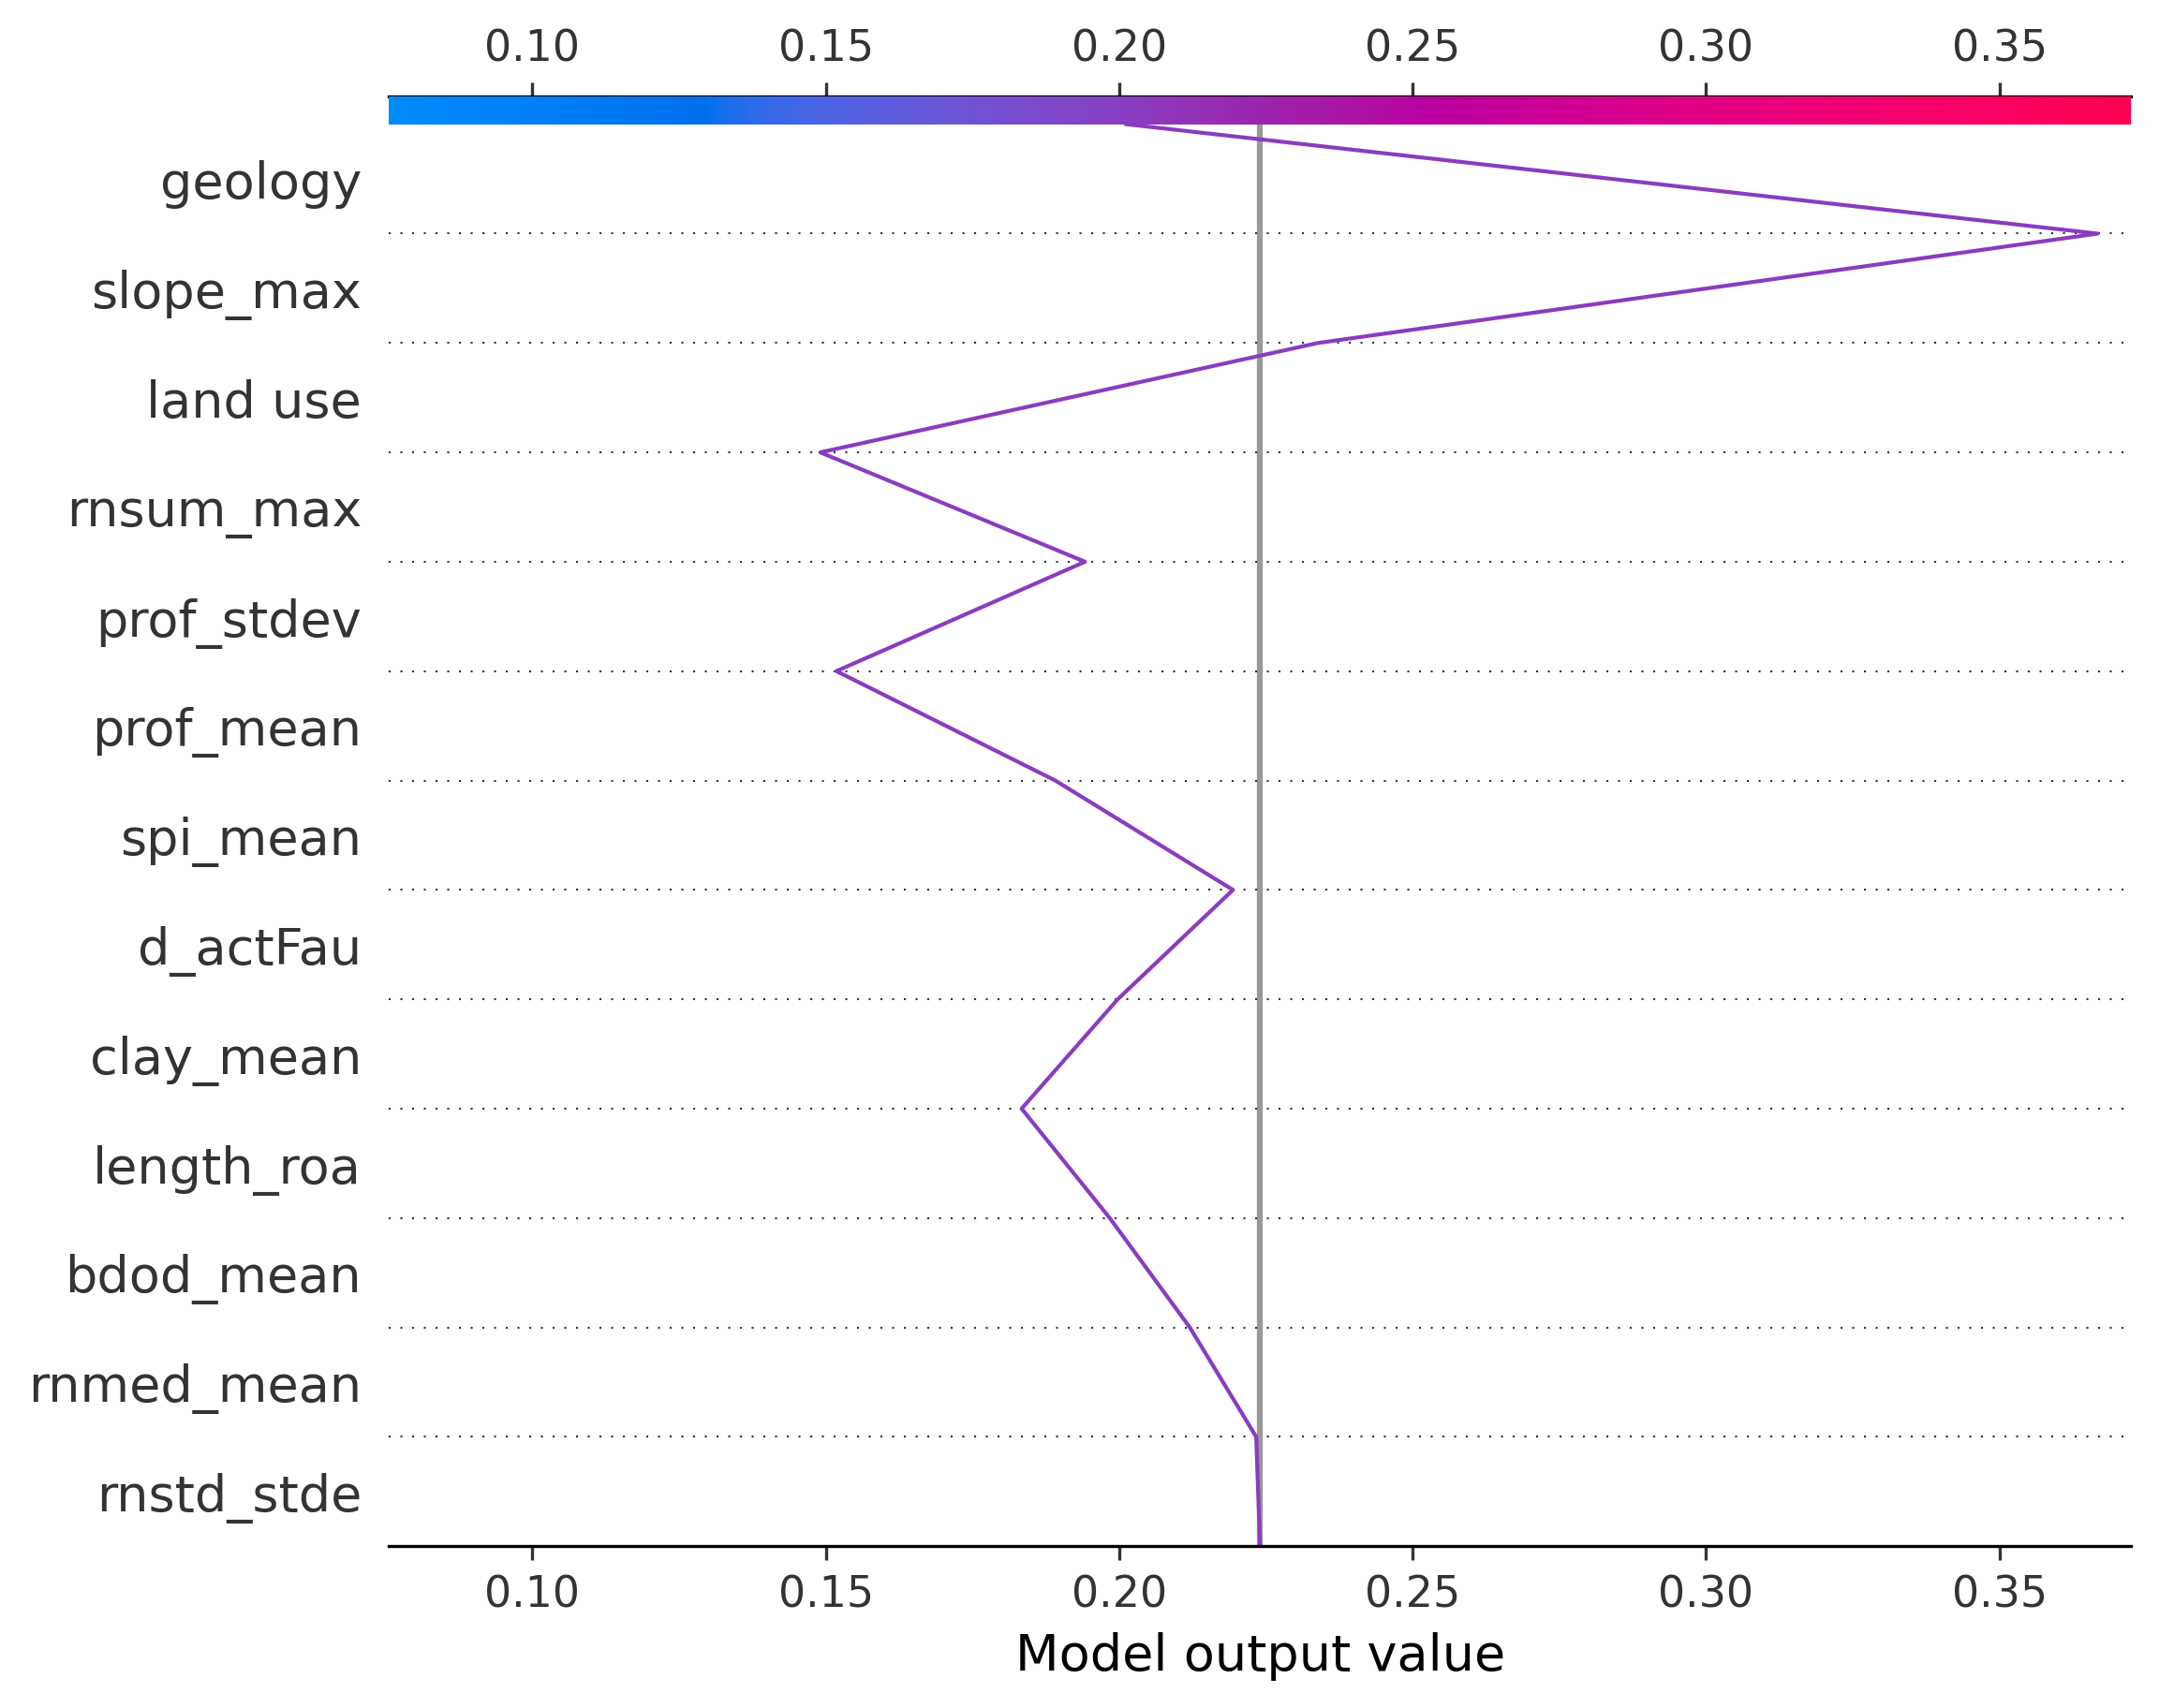 0.10 0.15 0.20 0.25 0.30 0.35
geology
slope_max
land use
rnsum_max
prof_stdev
prof_mean
spi_mean
d_actFau
clay_mean
length_roa
bdod_mean
rnmed_mean
rnstd_stde
0.10 0.15 0.20 0.25 0.30 0.35
Model output value